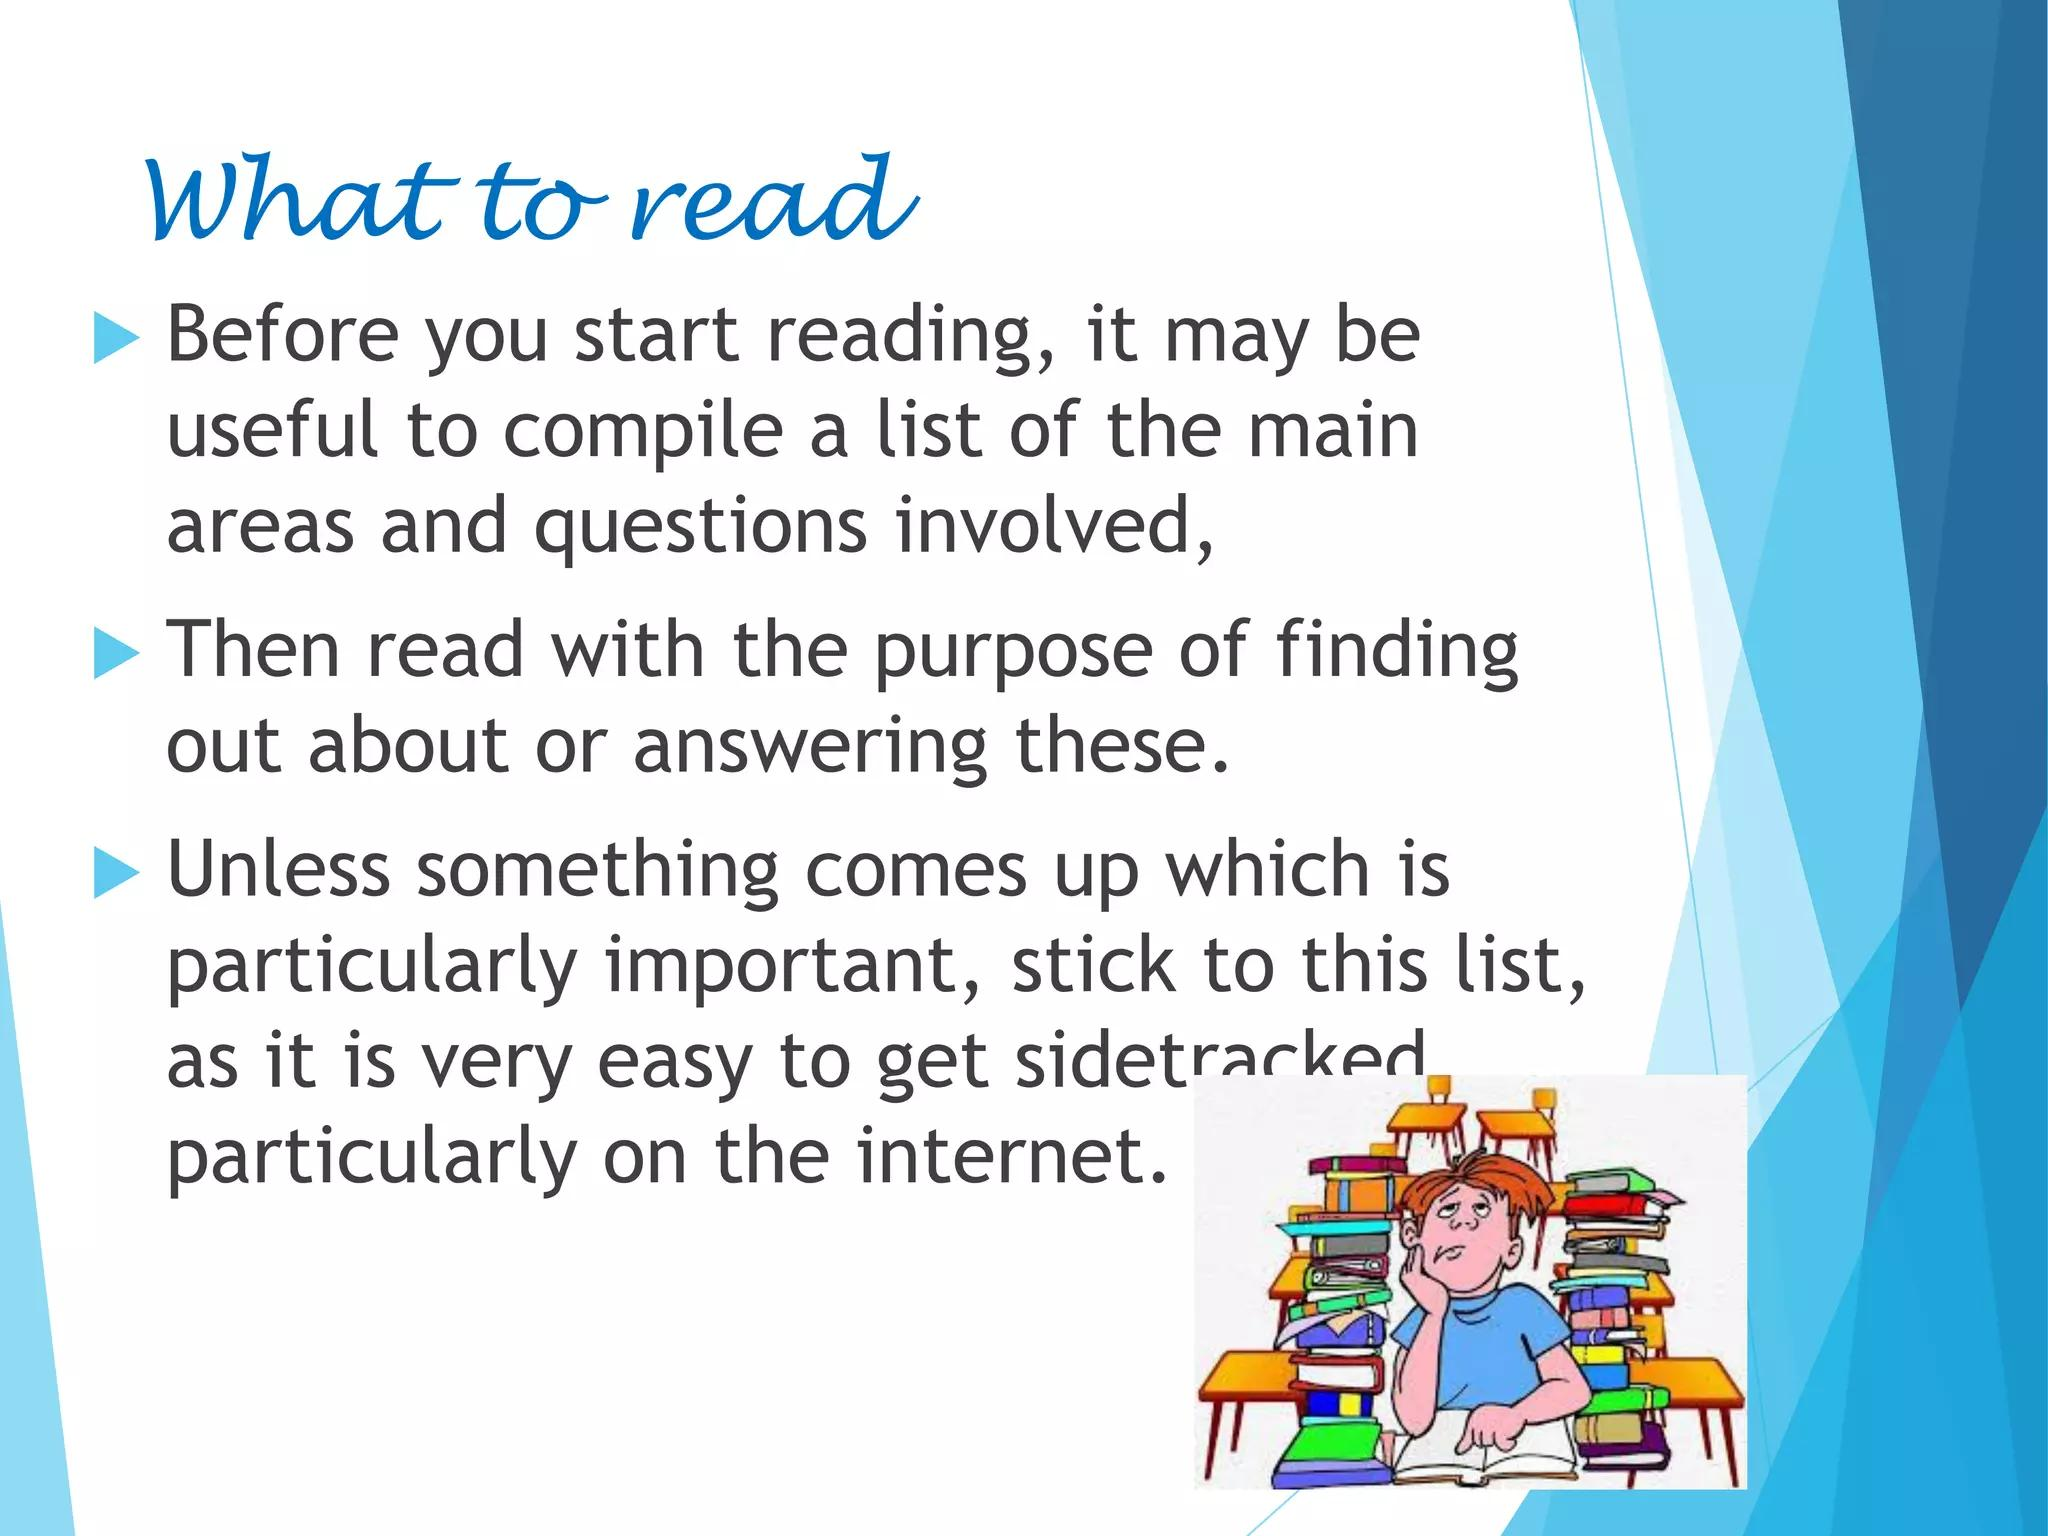 What to read
Before you start reading, it may be
useful to compile a list of the main
areas and questions involved,
Then read with the purpose of finding
out about or answering these.
Unless something comes up which is
particularly important, stick to this list,
as it is very easy to get sidetracked
particularly on the internet.